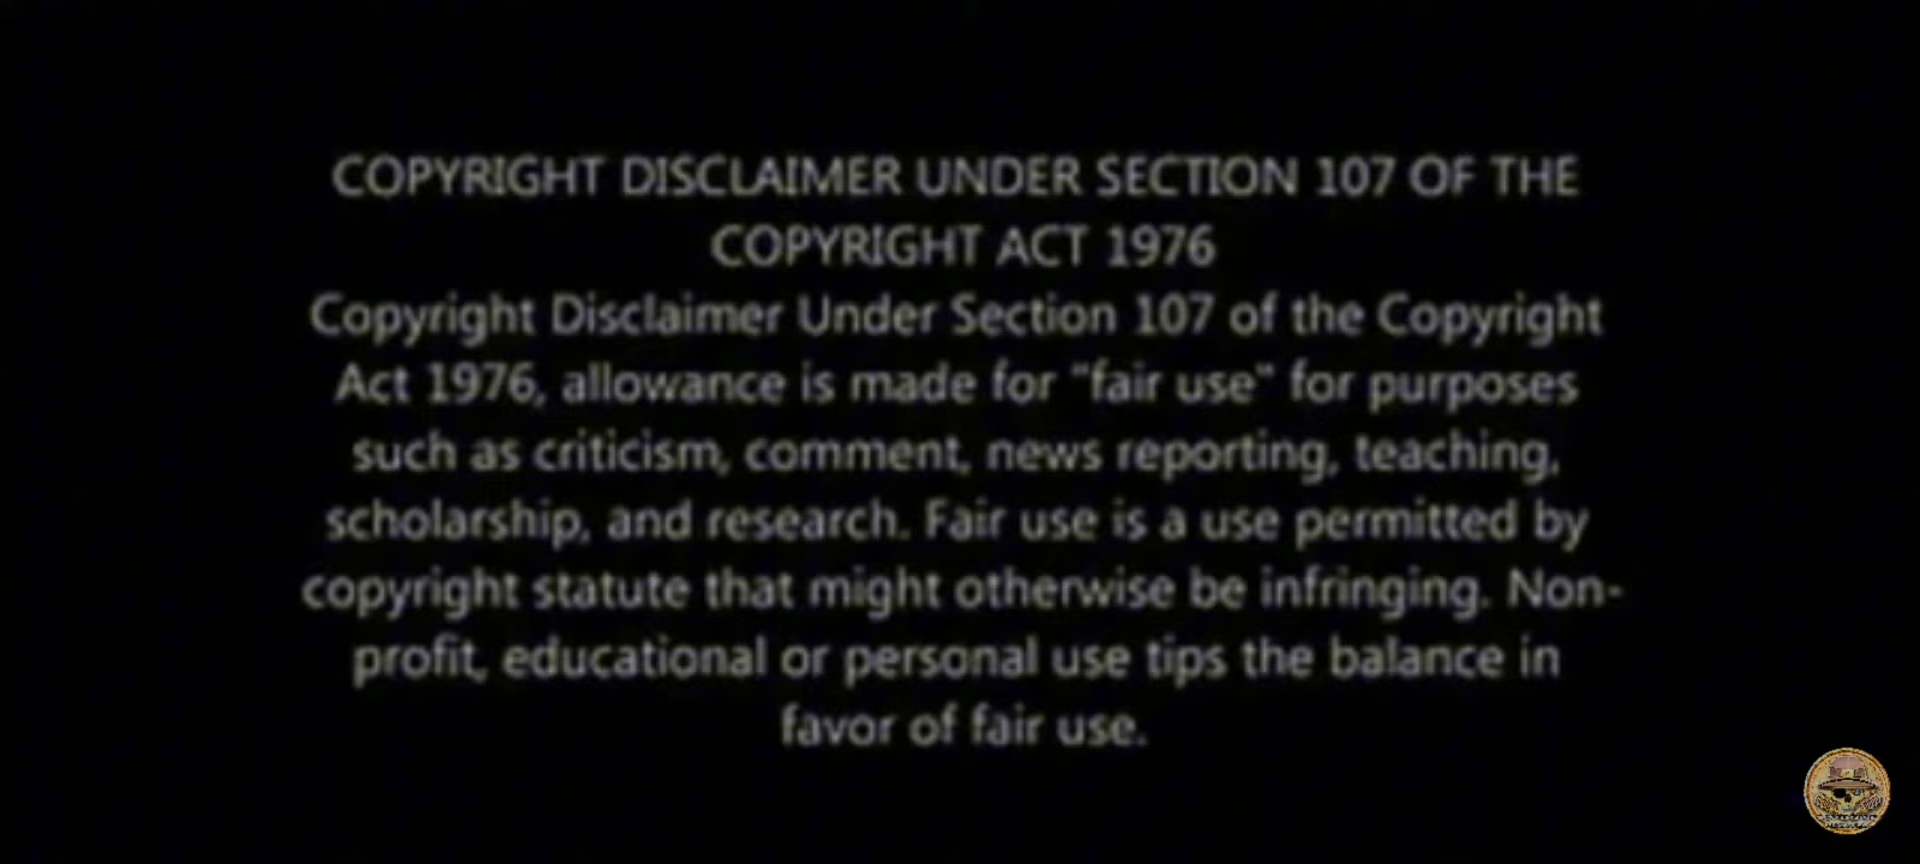 COPYRIGHT DISCLAIMER UNDER SECTION 107 OF THE
COPYRIGHT ACT 1976
Copyright Disclaimer Under Section 107 of the Copyright
Act 1976, allowance is made for "fair use" for purposes
such as criticism, comment, news reporting, teaching,
scholarship, and research. Fair use is a use permitted by
copyright statute that might otherwise be infringing. Non-
profit, educational or personal use tips the balance in
favor of fair use.